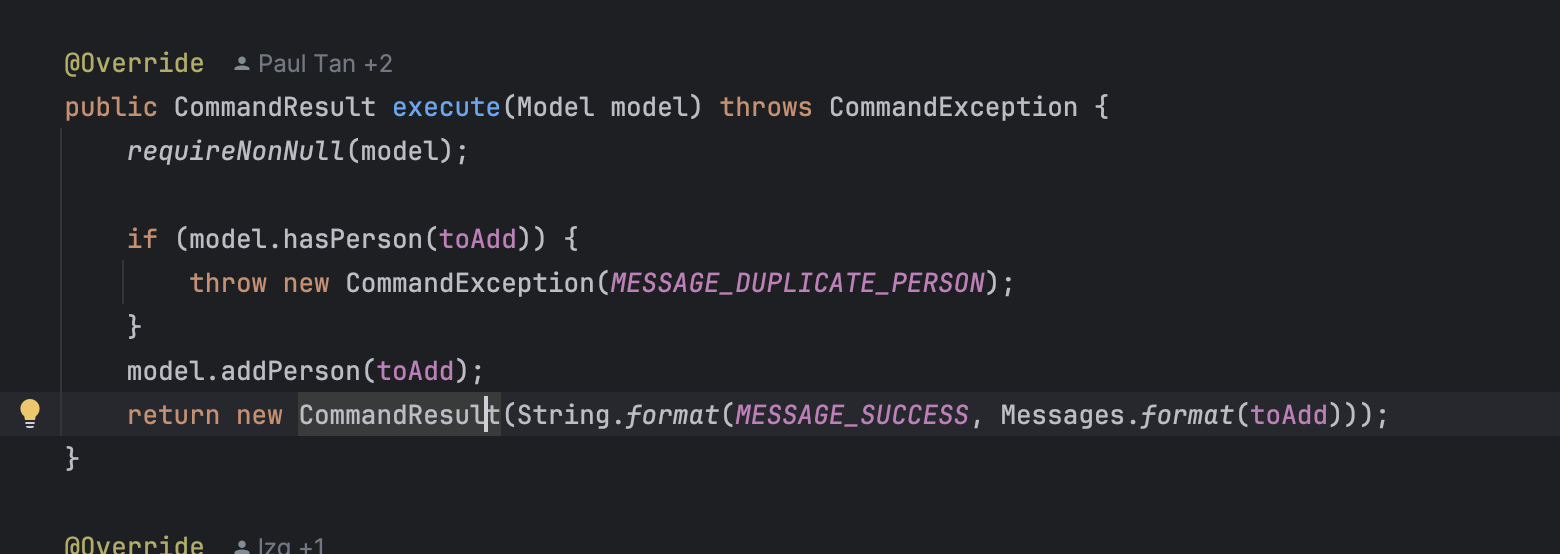 @Override Paul Tan +2
public CommandResult execute(Model model) throws CommandException {
requireNonNull(model);
if (model.hasPerson(toAdd)) {
throw new CommandException(MESSAGE_DUPLICATE_PERSON);
}
model.addPerson(toAdd);
return new CommandResult(String.format(MESSAGE_SUCCESS, Messages.format(toAdd)));
}
@Override lzq +1